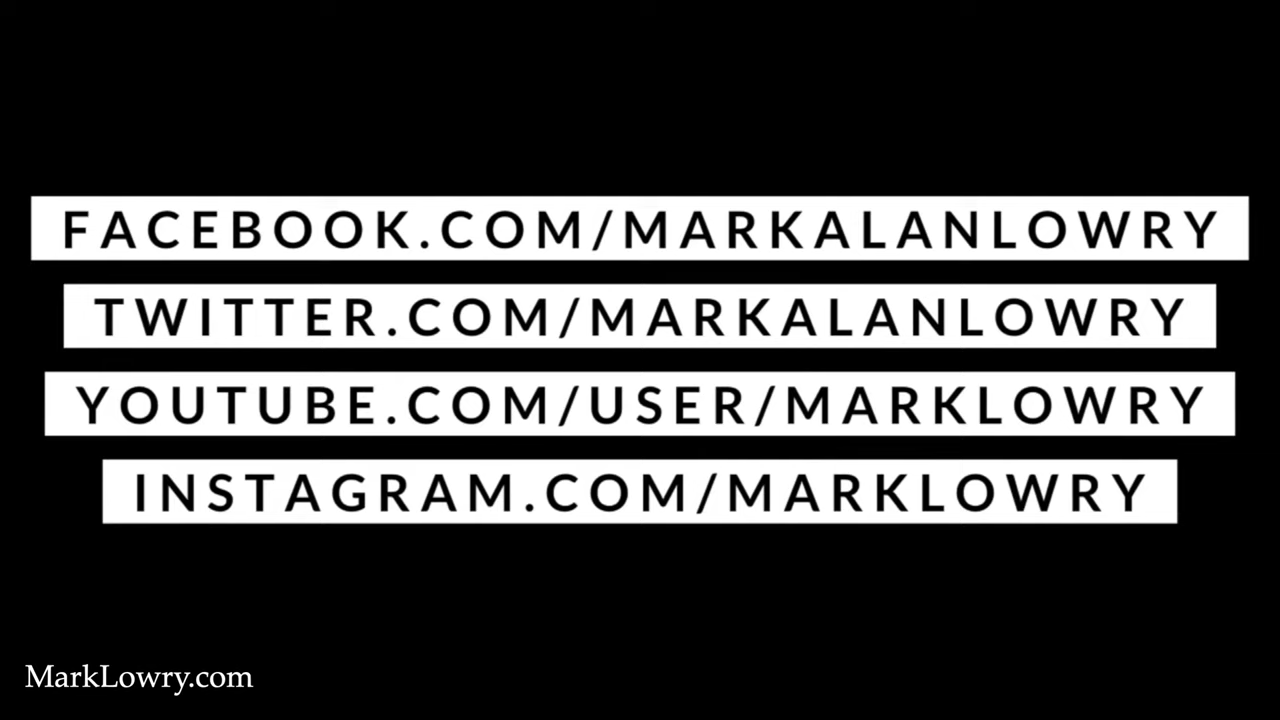 FACEBOOK.COM/MARKALANLOWRY
TWITTER.COM/MARKALANLOWRY
YOUTUBE.COM/USER/MARKLOWRY
INSTAGRAM.COM/MARKLOWRY
MarkLowry.com